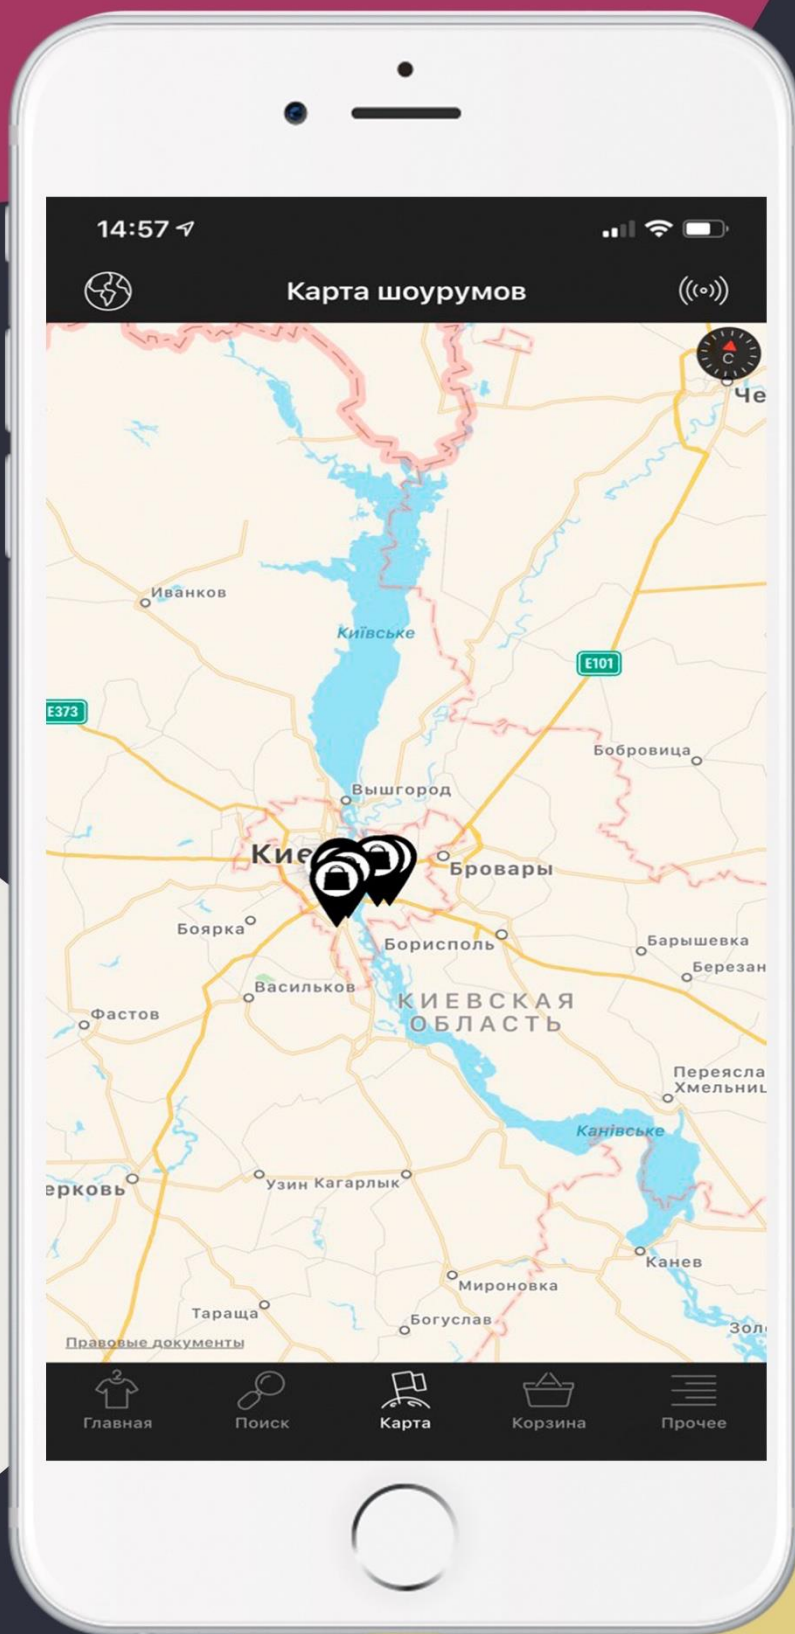 14:57
Карта шоурумов
С
Че
Иванков
Київське
E101
E373
Бобровица
Вышгород
Кие
Бровары
Боярка
Борисполь
Барышевка
Березан
Васильков
КИЕВСКАЯ
ОБЛАСТЬ
Фастов
Переясла
Хмельниц
Канівське
ерковь
Узин
Кагарлык
Канев
Мироновка
Тараща
Богуслав
Золо
Правовые документы
2
Главная
Поиск
Карта
Корзина
Прочее